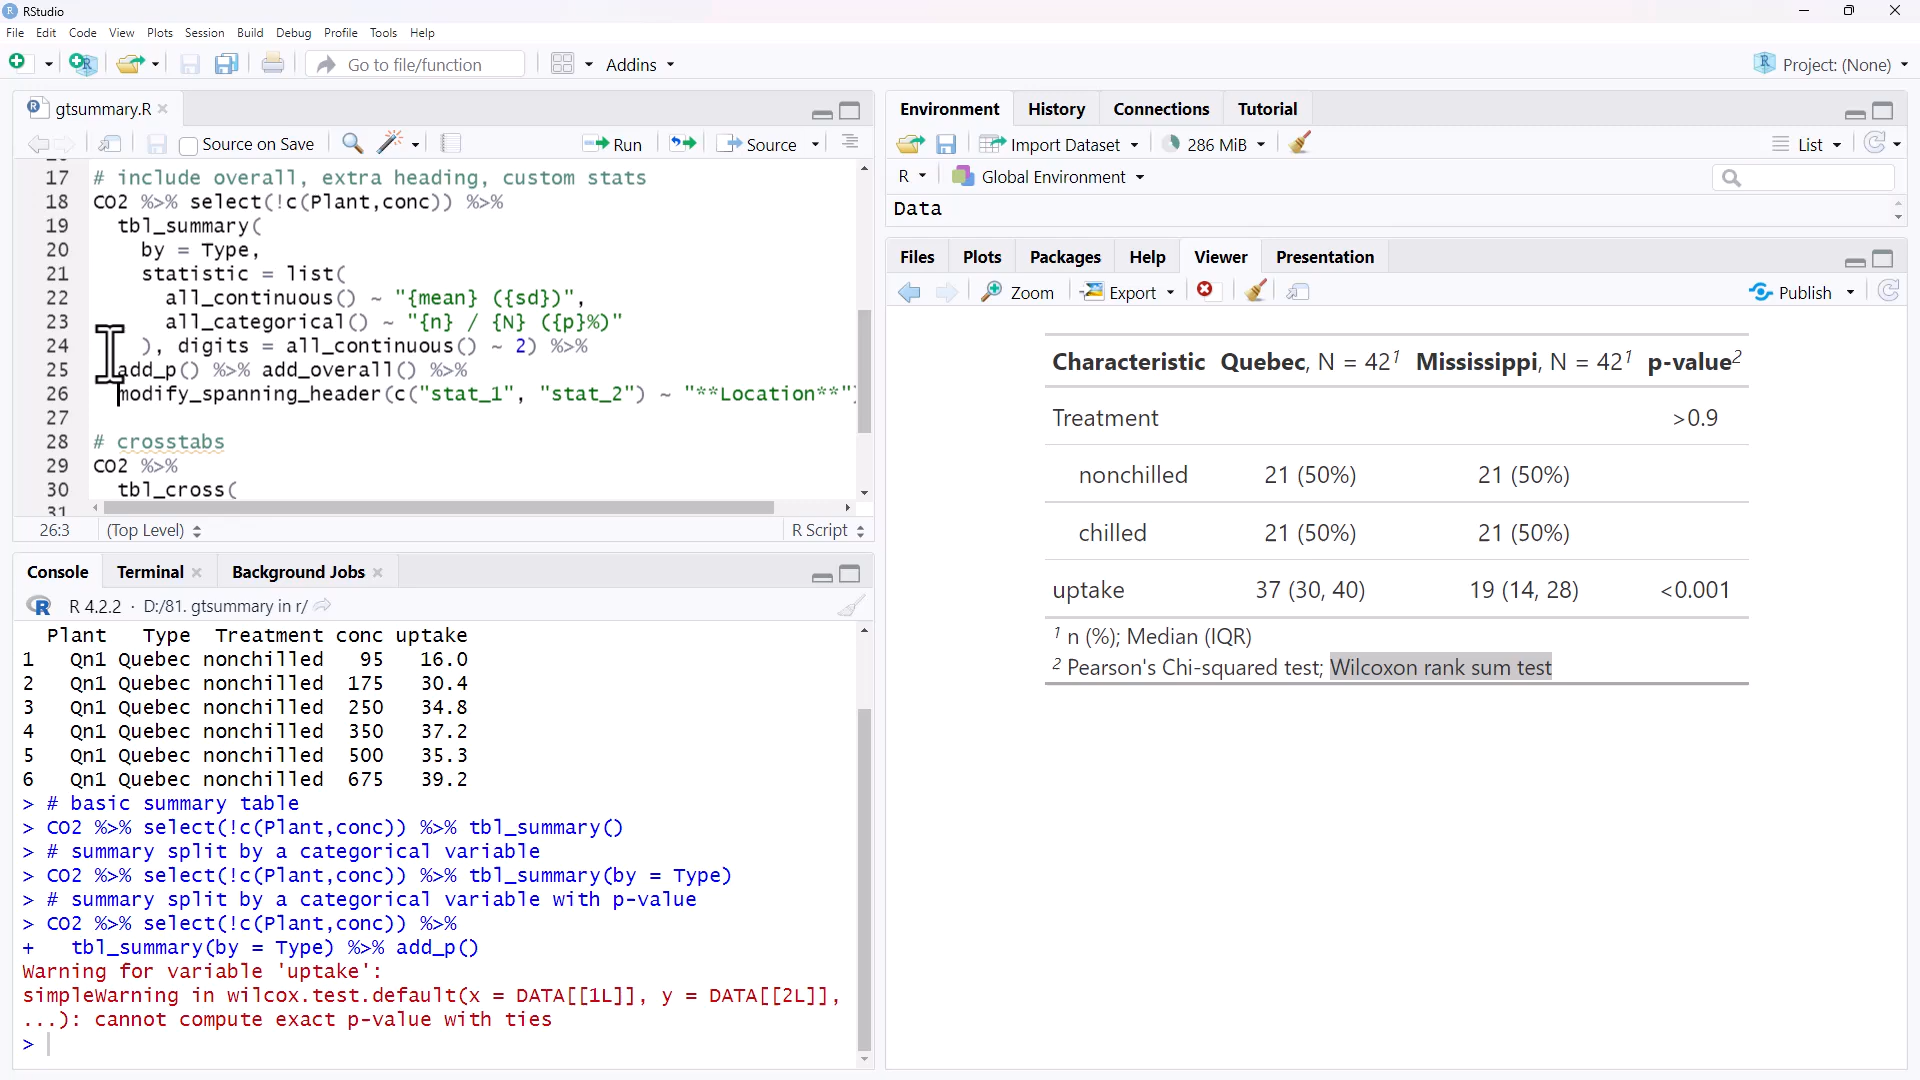 RStudio
File Edit Code View Plots Session Build Debug Profile Tools Help
Go to file/function
Addins
Project: (None)
gtsummary.R
Source on Save
Run
Source
17 # include overall, extra heading, custom stats
18 CO2 %>% select(!c(Plant,conc)) %>%
19 tbl_summary(
20 by = Type,
21 statistic = list(
22 all_continuous() ~ "{mean} ({sd})",
23 all_categorical() ~ "{n} / {N} ({p}%)"
24 ), digits = all_continuous() ~ 2) %>%
25 add_p() %>% add_overall() %>%
26 modify_spanning_header(c("stat_1", "stat_2") ~ "**Location**")
27
28 # crosstabs
29 CO2 %>%
30 tbl_cross(
31
26:3 (Top Level) R Script
Console Terminal Background Jobs
R 4.2.2 · D:/81. gtsummary in r/
Plant Type Treatment conc uptake
1 Qn1 Quebec nonchilled 95 16.0
2 Qn1 Quebec nonchilled 175 30.4
3 Qn1 Quebec nonchilled 250 34.8
4 Qn1 Quebec nonchilled 350 37.2
5 Qn1 Quebec nonchilled 500 35.3
6 Qn1 Quebec nonchilled 675 39.2
> # basic summary table
> CO2 %>% select(!c(Plant,conc)) %>% tbl_summary()
> # summary split by a categorical variable
> CO2 %>% select(!c(Plant,conc)) %>% tbl_summary(by = Type)
> # summary split by a categorical variable with p-value
> CO2 %>% select(!c(Plant,conc)) %>%
+ tbl_summary(by = Type) %>% add_p()
Warning for variable 'uptake':
simpleWarning in wilcox.test.default(x = DATA[[1L]], y = DATA[[2L]],
...): cannot compute exact p-value with ties
>
Environment History Connections Tutorial
Import Dataset 286 MiB List
R Global Environment
Data
Files Plots Packages Help Viewer Presentation
Zoom Export Publish
Characteristic Quebec, N = 42¹ Mississippi, N = 42¹ p-value²
Treatment >0.9
nonchilled 21 (50%) 21 (50%)
chilled 21 (50%) 21 (50%)
uptake 37 (30, 40) 19 (14, 28) <0.001
¹ n (%); Median (IQR)
² Pearson's Chi-squared test; Wilcoxon rank sum test